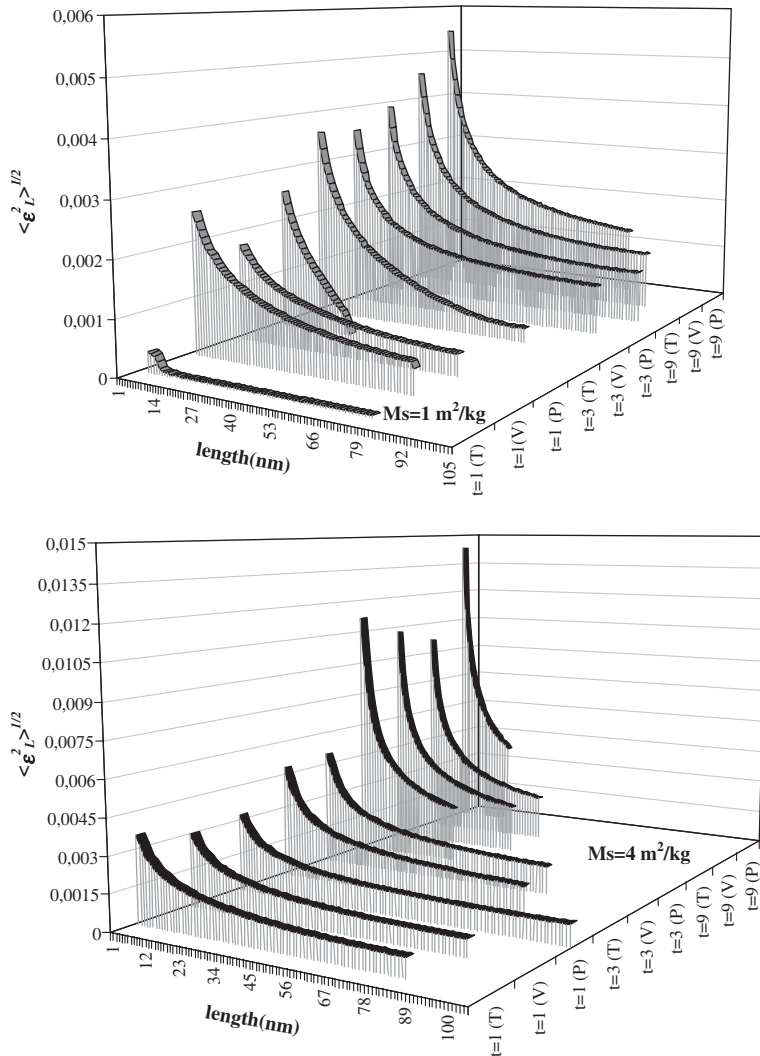 0,006
0,005
0,004
0,003
0,002
0,001
0
<ε²L>1/2
1
14
27
40
53
66
79
92
105
length(nm)
Ms=1 m²/kg
t=1 (T)
t=1(V)
t=1 (P)
t=3 (T)
t=3 (V)
t=3 (P)
t=9 (T)
t=9 (V)
t=9 (P)
0,015
0,0135
0,012
0,0105
0,009
0,0075
0,006
0,0045
0,003
0,0015
0
<ε²L>1/2
1
12
23
34
45
56
67
78
89
100
length(nm)
Ms=4 m²/kg
t=1 (T)
t=1 (V)
t=1 (P)
t=3 (T)
t=3 (V)
t=3 (P)
t=9 (T)
t=9 (V)
t=9 (P)